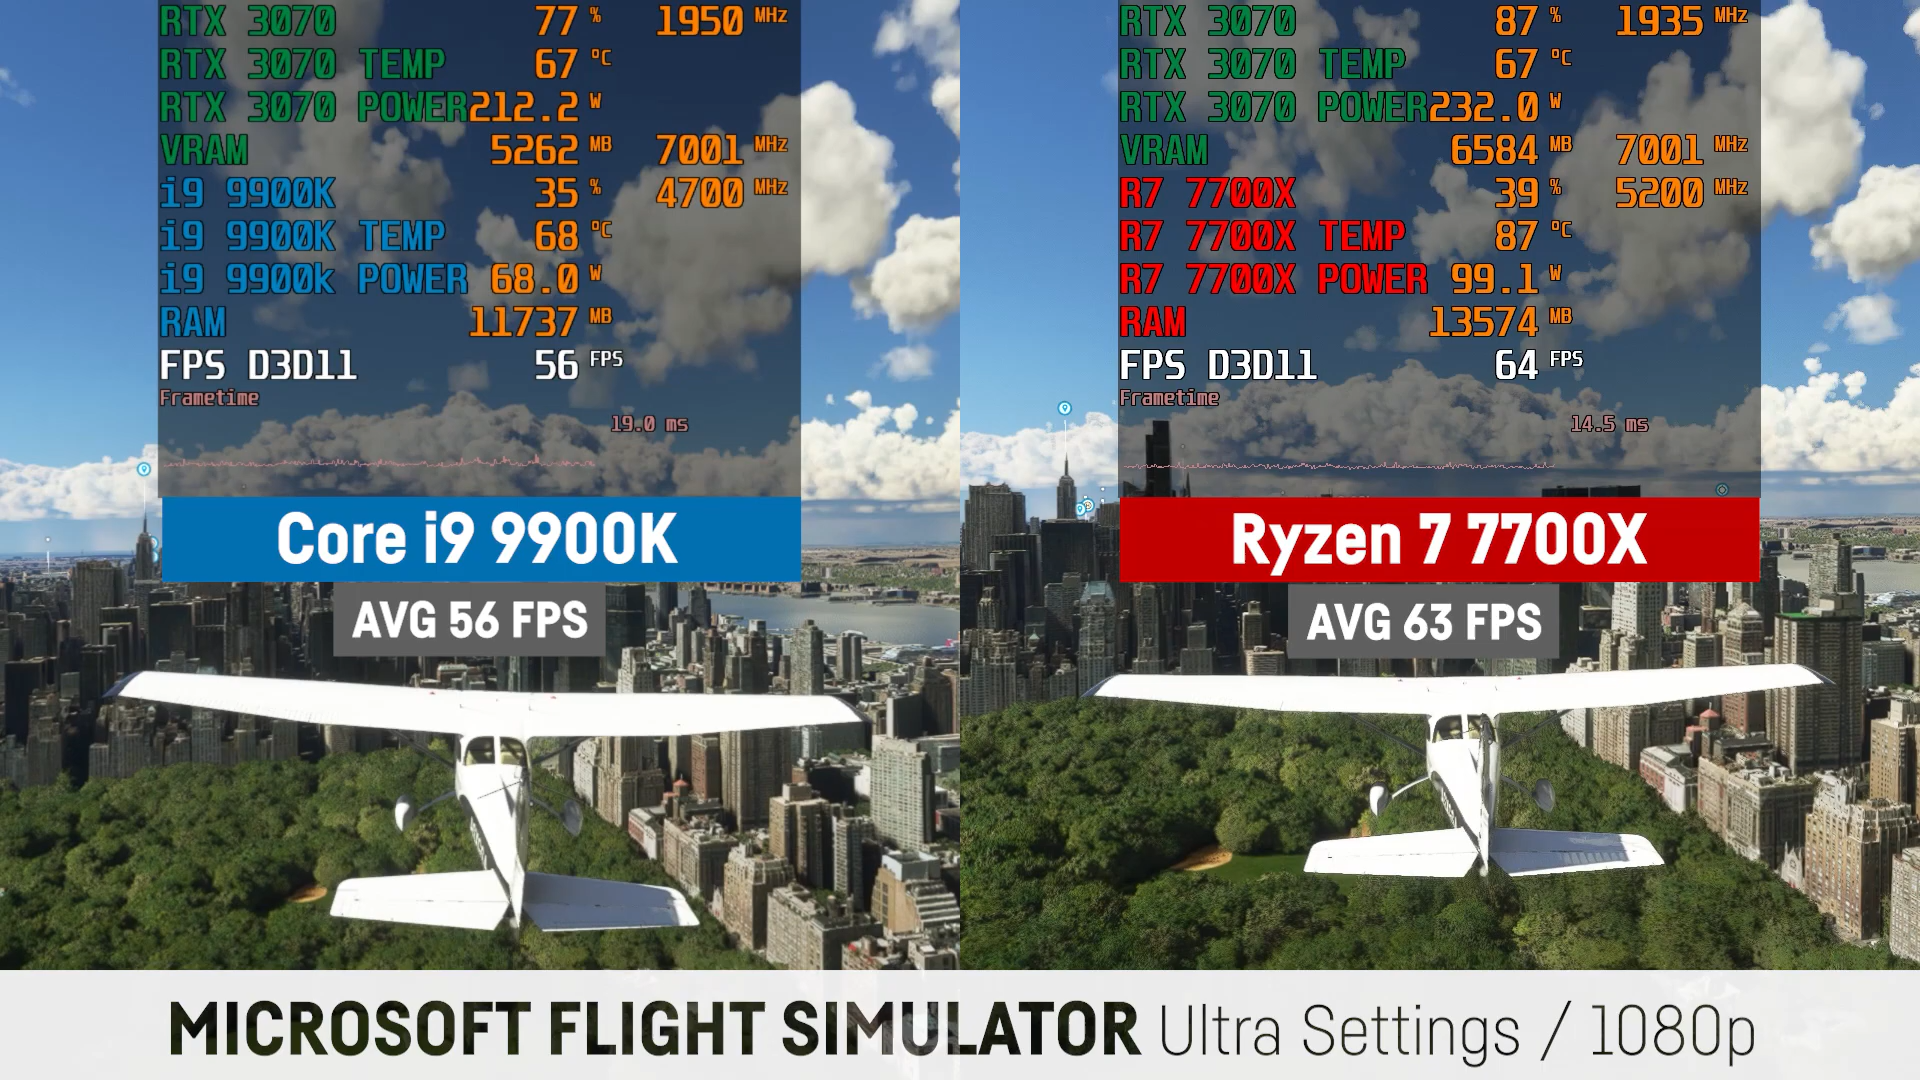 RTX 3070 77 % 1950 MHz
RTX 3070 TEMP 67 °C
RTX 3070 POWER 212.2 W
VRAM 5262 MB 7001 MHz
i9 9900K 35 % 4700 MHz
i9 9900K TEMP 68 °C
i9 9900k POWER 68.0 W
RAM 11737 MB
FPS D3D11 56 FPS
Frametime
19.0 ms
Core i9 9900K
AVG 56 FPS
RTX 3070 87 % 1935 MHz
RTX 3070 TEMP 67 °C
RTX 3070 POWER 232.0 W
VRAM 6584 MB 7001 MHz
R7 7700X 39 % 5200 MHz
R7 7700X TEMP 87 °C
R7 7700X POWER 99.1 W
RAM 13574 MB
FPS D3D11 64 FPS
Frametime
14.5 ms
Ryzen 7 7700X
AVG 63 FPS
MICROSOFT FLIGHT SIMULATOR Ultra Settings / 1080p